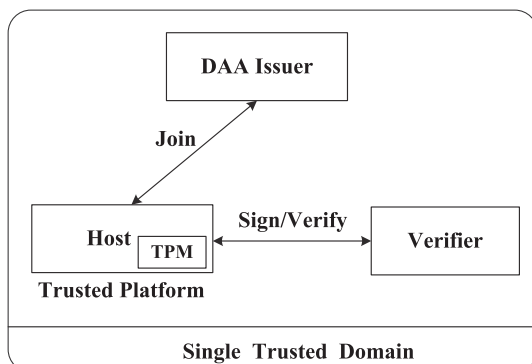 DAA Issuer
Join
Sign/Verify
Host
TPM
Verifier
Trusted Platform
Single Trusted Domain